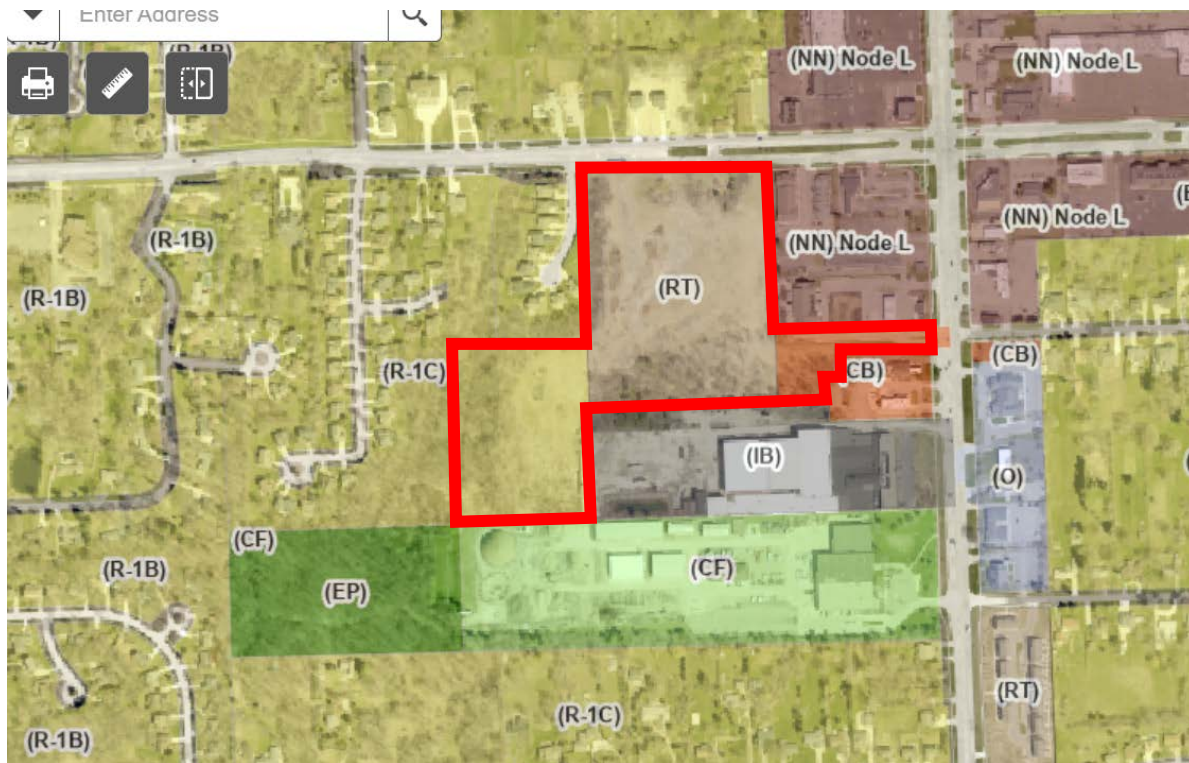 Enter Address
(R-1B)
(NN) Node L
(NN) Node L
(R-1B)
(NN) Node L
(NN) Node L
(R-1B)
(RT)
(R-1C)
(CB)
(CB)
(IB)
(O)
(CF)
(R-1B)
(EP)
(CF)
(RT)
(R-1C)
(R-1B)